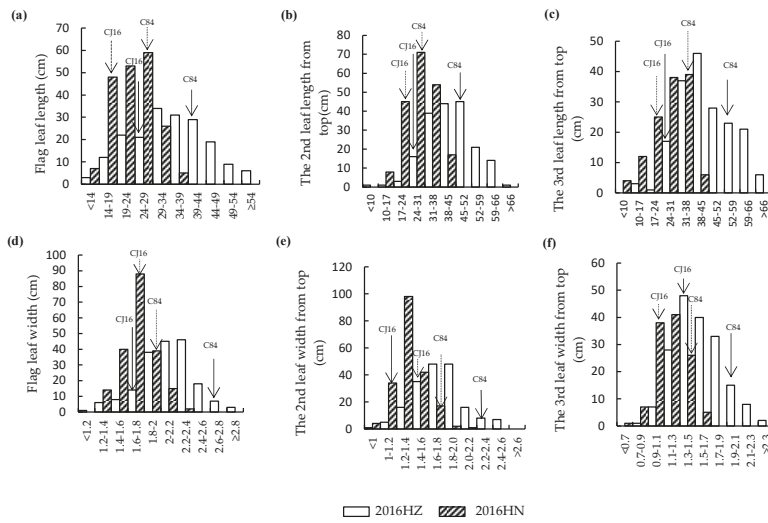 (a)
Flag leaf length (cm)
70
60
50
40
30
20
10
0
CJ16
CJ16
C84
C84
<14
14-19
19-24
24-29
29-34
34-39
39-44
44-49
49-54
≥54
(b)
The 2nd leaf length from
top (cm)
80
70
60
50
40
30
20
10
0
CJ16
CJ16
C84
C84
<10
10-17
17-24
24-31
31-38
38-45
45-52
52-59
59-66
>66
(c)
The 3rd leaf length from top
(cm)
50
40
30
20
10
0
CJ16
CJ16
C84
C84
<10
10-17
17-24
24-31
31-38
38-45
45-52
52-59
59-66
>66
(d)
Flag leaf width (cm)
100
90
80
70
60
50
40
30
20
10
0
CJ16
CJ16
C84
C84
<1.2
1.2-1.4
1.4-1.6
1.6-1.8
1.8-2
2-2.2
2.2-2.4
2.4-2.6
2.6-2.8
≥2.8
(e)
The 2nd leaf width from top
(cm)
120
100
80
60
40
20
0
CJ16
CJ16
C84
C84
<1
1-1.2
1.2-1.4
1.4-1.6
1.6-1.8
1.8-2.0
2.0-2.2
2.2-2.4
2.4-2.6
>2.6
(f)
The 3rd leaf width from top
(cm)
60
50
40
30
20
10
0
CJ16
CJ16
C84
C84
<0.7
0.7-0.9
0.9-1.1
1.1-1.3
1.3-1.5
1.5-1.7
1.7-1.9
1.9-2.1
2.1-2.3
>2.3
2016HZ
2016HN